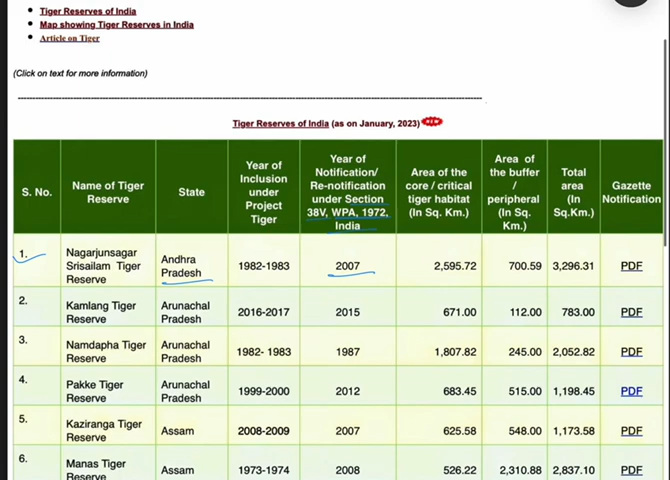 Tiger Reserves of India
Map showing Tiger Reserves in India
Article on Tiger
(Click on text for more information)
Tiger Reserves of India (as on January, 2023) NEW
S. No. | Name of Tiger Reserve | State | Year of Inclusion under Project Tiger | Year of Notification/ Re-notification under Section 38V, WPA, 1972, India | Area of the core / critical tiger habitat (In Sq. Km.) | Area of the buffer / peripheral (In Sq. Km.) | Total area (In Sq.Km.) | Gazette Notification
1. | Nagarjunsagar Srisailam Tiger Reserve | Andhra Pradesh | 1982-1983 | 2007 | 2,595.72 | 700.59 | 3,296.31 | PDF
2. | Kamlang Tiger Reserve | Arunachal Pradesh | 2016-2017 | 2015 | 671.00 | 112.00 | 783.00 | PDF
3. | Namdapha Tiger Reserve | Arunachal Pradesh | 1982- 1983 | 1987 | 1,807.82 | 245.00 | 2,052.82 | PDF
4. | Pakke Tiger Reserve | Arunachal Pradesh | 1999-2000 | 2012 | 683.45 | 515.00 | 1,198.45 | PDF
5. | Kaziranga Tiger Reserve | Assam | 2008-2009 | 2007 | 625.58 | 548.00 | 1,173.58 | PDF
6. | Manas Tiger Reserve | Assam | 1973-1974 | 2008 | 526.22 | 2,310.88 | 2,837.10 | PDF